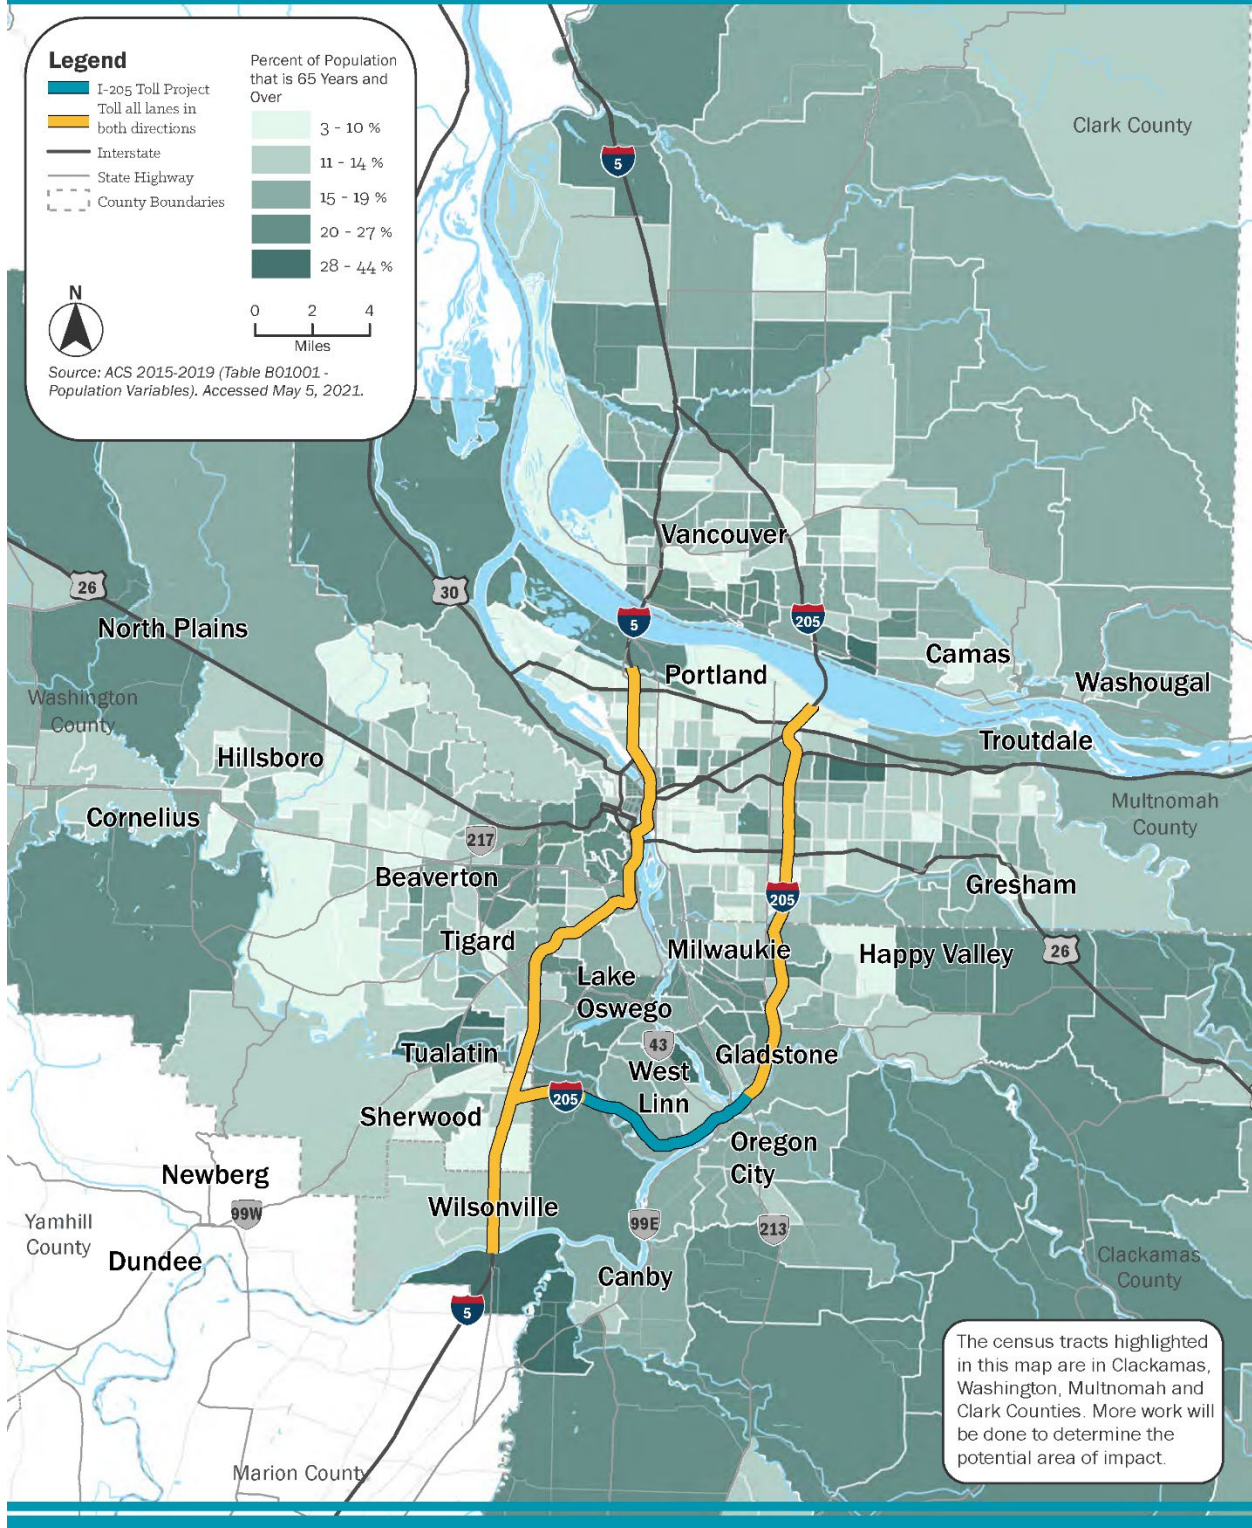 Legend
I-205 Toll Project
Toll all lanes in
both directions
Interstate
State Highway
County Boundaries
Percent of Population
that is 65 Years and
Over
3 - 10 %
11 - 14 %
15 - 19 %
20 - 27 %
28 - 44 %
N
0 2 4
Miles
Source: ACS 2015-2019 (Table B01001 -
Population Variables). Accessed May 5, 2021.
Clark County
5
Vancouver
26
30
North Plains
5
205
Camas
Portland
Washougal
Washington
County
Troutdale
Hillsboro
Multnomah
County
Cornelius
217
Beaverton
Gresham
205
Tigard
Milwaukie
Happy Valley
26
Lake
Oswego
Tualatin
43
Gladstone
West
Linn
205
Sherwood
Oregon
City
Newberg
Wilsonville
99W
99E
213
Yamhill
County
Dundee
Canby
Clackamas
County
5
The census tracts highlighted
in this map are in Clackamas,
Washington, Multnomah and
Clark Counties. More work will
be done to determine the
potential area of impact.
Marion County